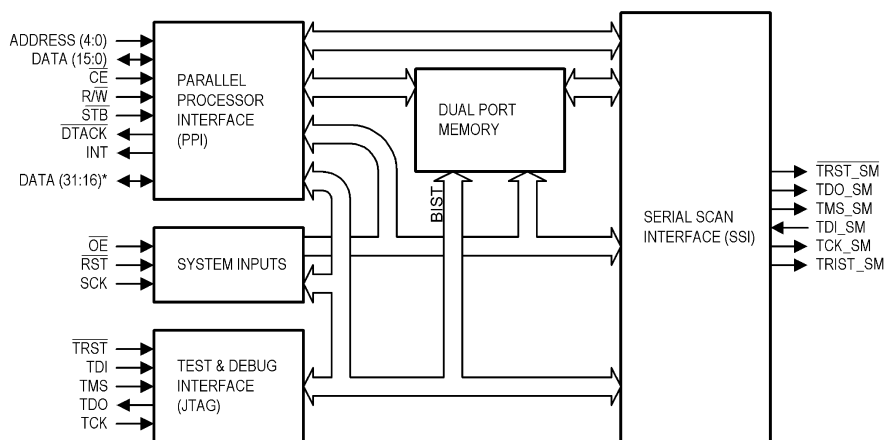 ADDRESS (4:0)
DATA (15:0)
CE
R/W
STB
DTACK
INT
DATA (31:16)*
PARALLEL
PROCESSOR
INTERFACE
(PPI)
DUAL PORT
MEMORY
BIST
OE
RST
SCK
SYSTEM INPUTS
TRST
TDI
TMS
TDO
TCK
TEST & DEBUG
INTERFACE
(JTAG)
SERIAL SCAN
INTERFACE (SSI)
TRST_SM
TDO_SM
TMS_SM
TDI_SM
TCK_SM
TRIST_SM